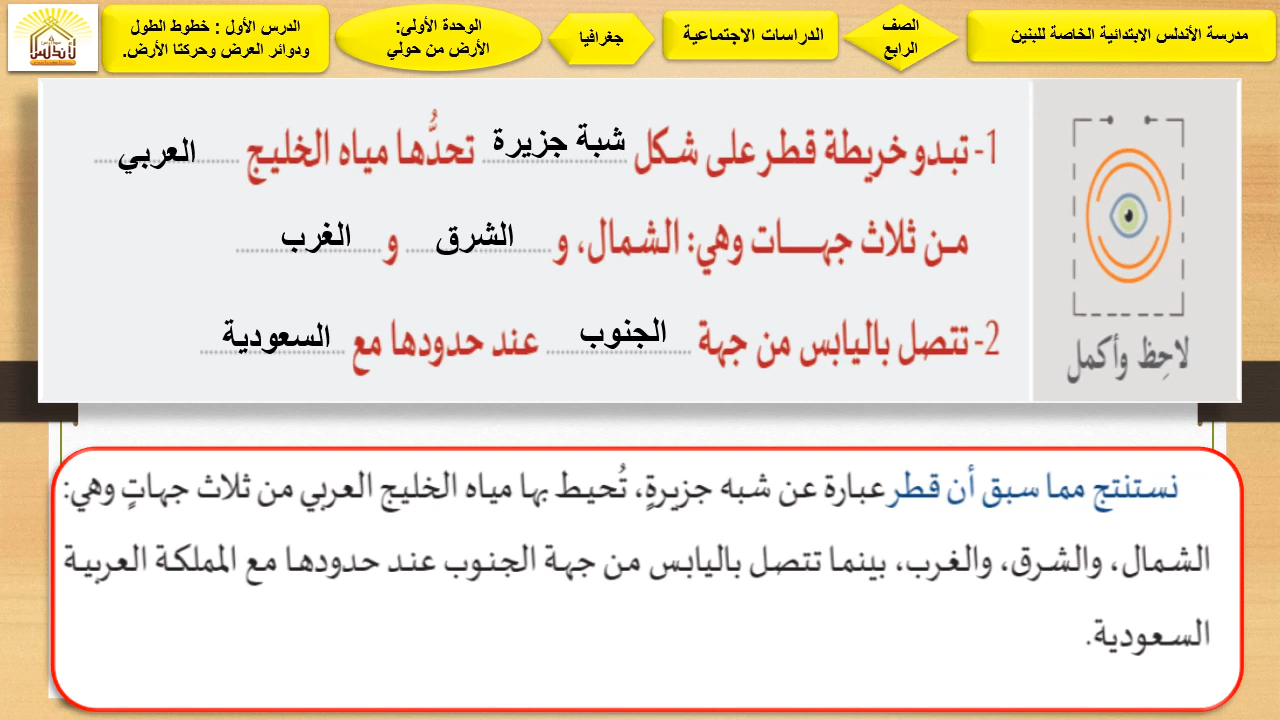 مدرسة الأندلس الابتدائية الخاصة للبنين
الصف
الرابع
الدراسات الاجتماعية
جغرافيا
الوحدة الأولى:
الأرض من حولي
الدرس الأول : خطوط الطول
ودوائر العرض وحركتا الأرض.
1- تبدو خريطة قطر على شكل شبة جزيرة تحدُّها مياه الخليج العربي
من ثلاث جهات وهي: الشمال، و الشرق و الغرب
2- تتصل باليابس من جهة الجنوب عند حدودها مع السعودية
لاحِظ وأكمل
نستنتج مما سبق أن قطر عبارة عن شبه جزيرةٍ، تُحيط بها مياه الخليج العربي من ثلاث جهاتٍ وهي:
الشمال، والشرق، والغرب، بينما تتصل باليابس من جهة الجنوب عند حدودها مع المملكة العربية
السعودية.